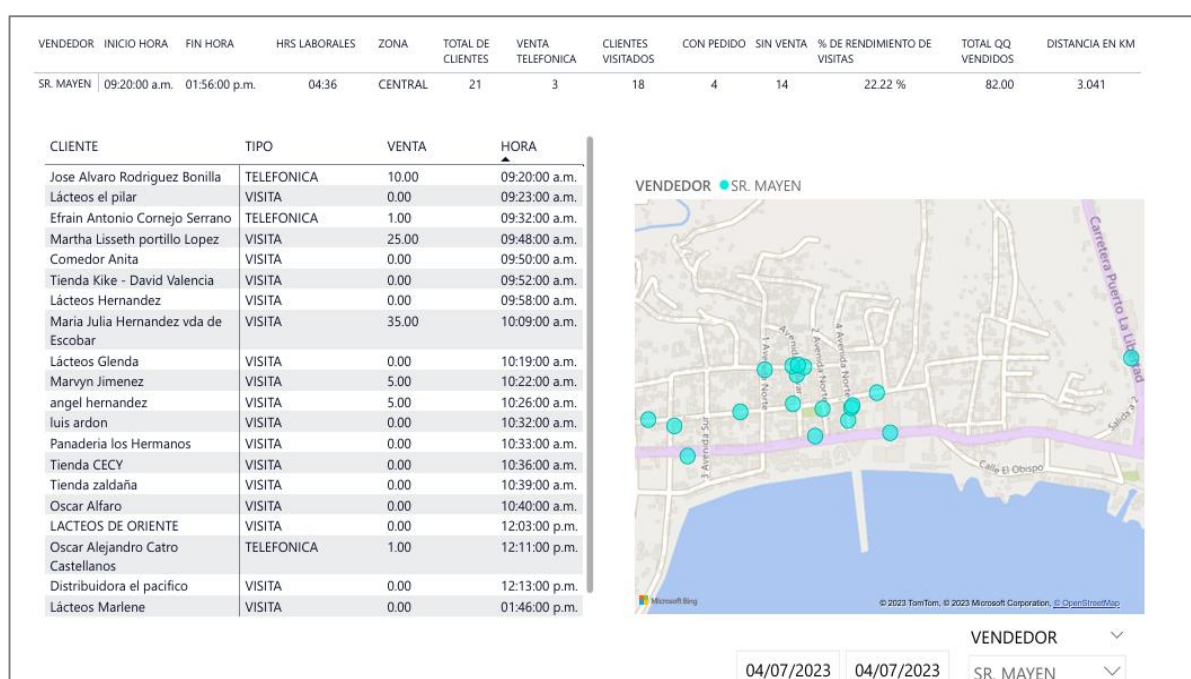 VENDEDOR INICIO HORA FIN HORA HRS LABORALES ZONA TOTAL DE CLIENTES VENTA TELEFONICA CLIENTES VISITADOS CON PEDIDO SIN VENTA % DE RENDIMIENTO DE VISITAS TOTAL QQ VENDIDOS DISTANCIA EN KM
SR. MAYEN 09:20:00 a.m. 01:56:00 p.m. 04:36 CENTRAL 21 3 18 4 14 22.22 % 82.00 3.041
CLIENTE TIPO VENTA HORA
Jose Alvaro Rodriguez Bonilla TELEFONICA 10.00 09:20:00 a.m.
Lácteos el pilar VISITA 0.00 09:23:00 a.m.
Efrain Antonio Cornejo Serrano TELEFONICA 1.00 09:32:00 a.m.
Martha Lisseth portillo Lopez VISITA 25.00 09:48:00 a.m.
Comedor Anita VISITA 0.00 09:50:00 a.m.
Tienda Kike - David Valencia VISITA 0.00 09:52:00 a.m.
Lácteos Hernandez VISITA 0.00 09:58:00 a.m.
Maria Julia Hernandez vda de VISITA 35.00 10:09:00 a.m.
Escobar
Lácteos Glenda VISITA 0.00 10:19:00 a.m.
Marvyn Jimenez VISITA 5.00 10:22:00 a.m.
angel hernandez VISITA 5.00 10:26:00 a.m.
luis ardon VISITA 0.00 10:32:00 a.m.
Panaderia los Hermanos VISITA 0.00 10:33:00 a.m.
Tienda CECY VISITA 0.00 10:36:00 a.m.
Tienda zaldaña VISITA 0.00 10:39:00 a.m.
Oscar Alfaro VISITA 0.00 10:40:00 a.m.
LACTEOS DE ORIENTE VISITA 0.00 12:03:00 p.m.
Oscar Alejandro Catro TELEFONICA 1.00 12:11:00 p.m.
Castellanos
Distribuidora el pacifico VISITA 0.00 12:13:00 p.m.
Lácteos Marlene VISITA 0.00 01:46:00 p.m.
VENDEDOR SR. MAYEN
Carretera Puerto La Libertad
2 Avenida Norte
4 Avenida Norte
3 Avenida Sur
Calle El Obispo
Salida a
Microsoft Bing
© 2023 TomTom, © 2023 Microsoft Corporation, © OpenStreetMap
VENDEDOR
04/07/2023 04/07/2023 SR. MAYEN